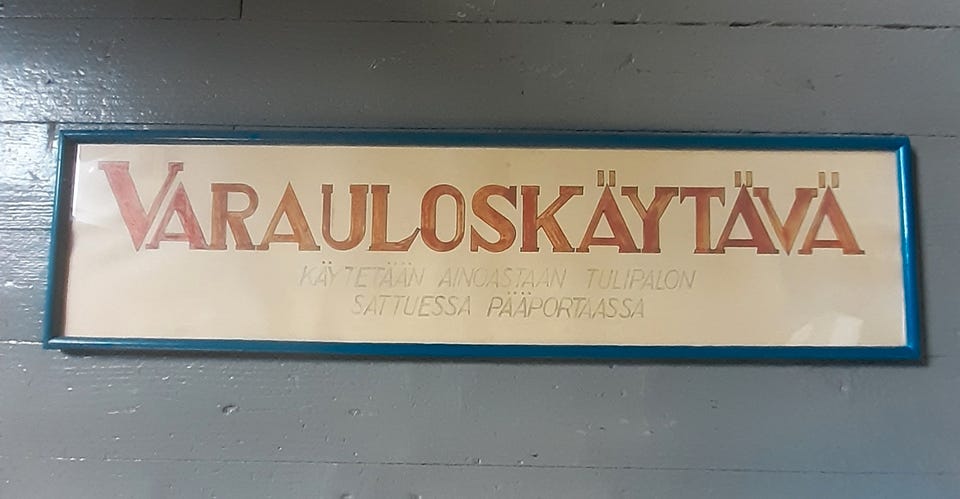 VARAULOSKÄYTÄVÄ
KÄYTETÄÄN AINOASTAAN TULIPALON
SATTUESSA PÄÄPORTAASSA